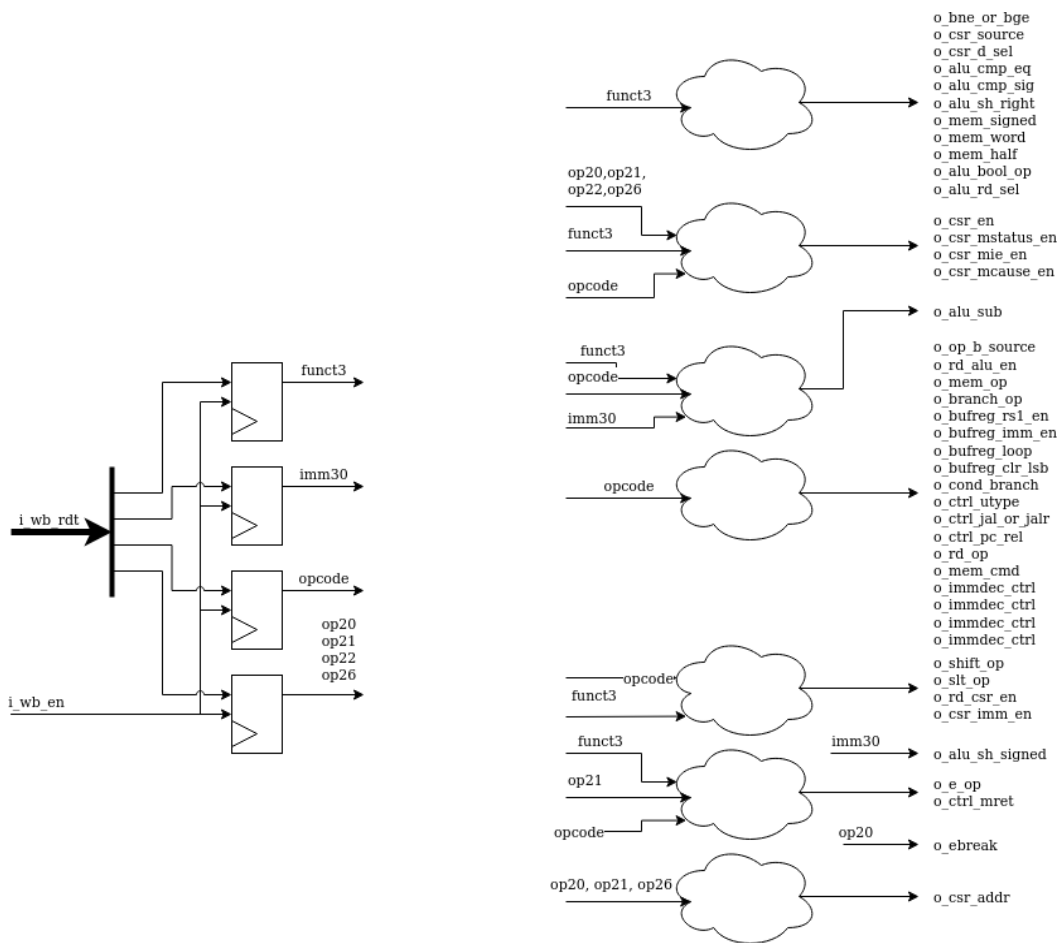 i_wb_rdt
i_wb_en
funct3
imm30
opcode
op20
op21
op22
op26
funct3
o_bne_or_bge
o_csr_source
o_csr_d_sel
o_alu_cmp_eq
o_alu_cmp_sig
o_alu_sh_right
o_mem_signed
o_mem_word
o_mem_half
o_alu_bool_op
o_alu_rd_sel
op20,op21,
op22,op26
funct3
opcode
o_csr_en
o_csr_mstatus_en
o_csr_mie_en
o_csr_mcause_en
funct3
opcode
imm30
o_alu_sub
opcode
o_op_b_source
o_rd_alu_en
o_mem_op
o_branch_op
o_bufreg_rs1_en
o_bufreg_imm_en
o_bufreg_loop
o_bufreg_clr_lsb
o_cond_branch
o_ctrl_utype
o_ctrl_jal_or_jalr
o_ctrl_pc_rel
o_rd_op
o_mem_cmd
o_immdec_ctrl
o_immdec_ctrl
o_immdec_ctrl
o_immdec_ctrl
opcode
funct3
o_shift_op
o_slt_op
o_rd_csr_en
o_csr_imm_en
imm30
o_alu_sh_signed
funct3
op21
opcode
o_e_op
o_ctrl_mret
op20
o_ebreak
op20, op21, op26
o_csr_addr